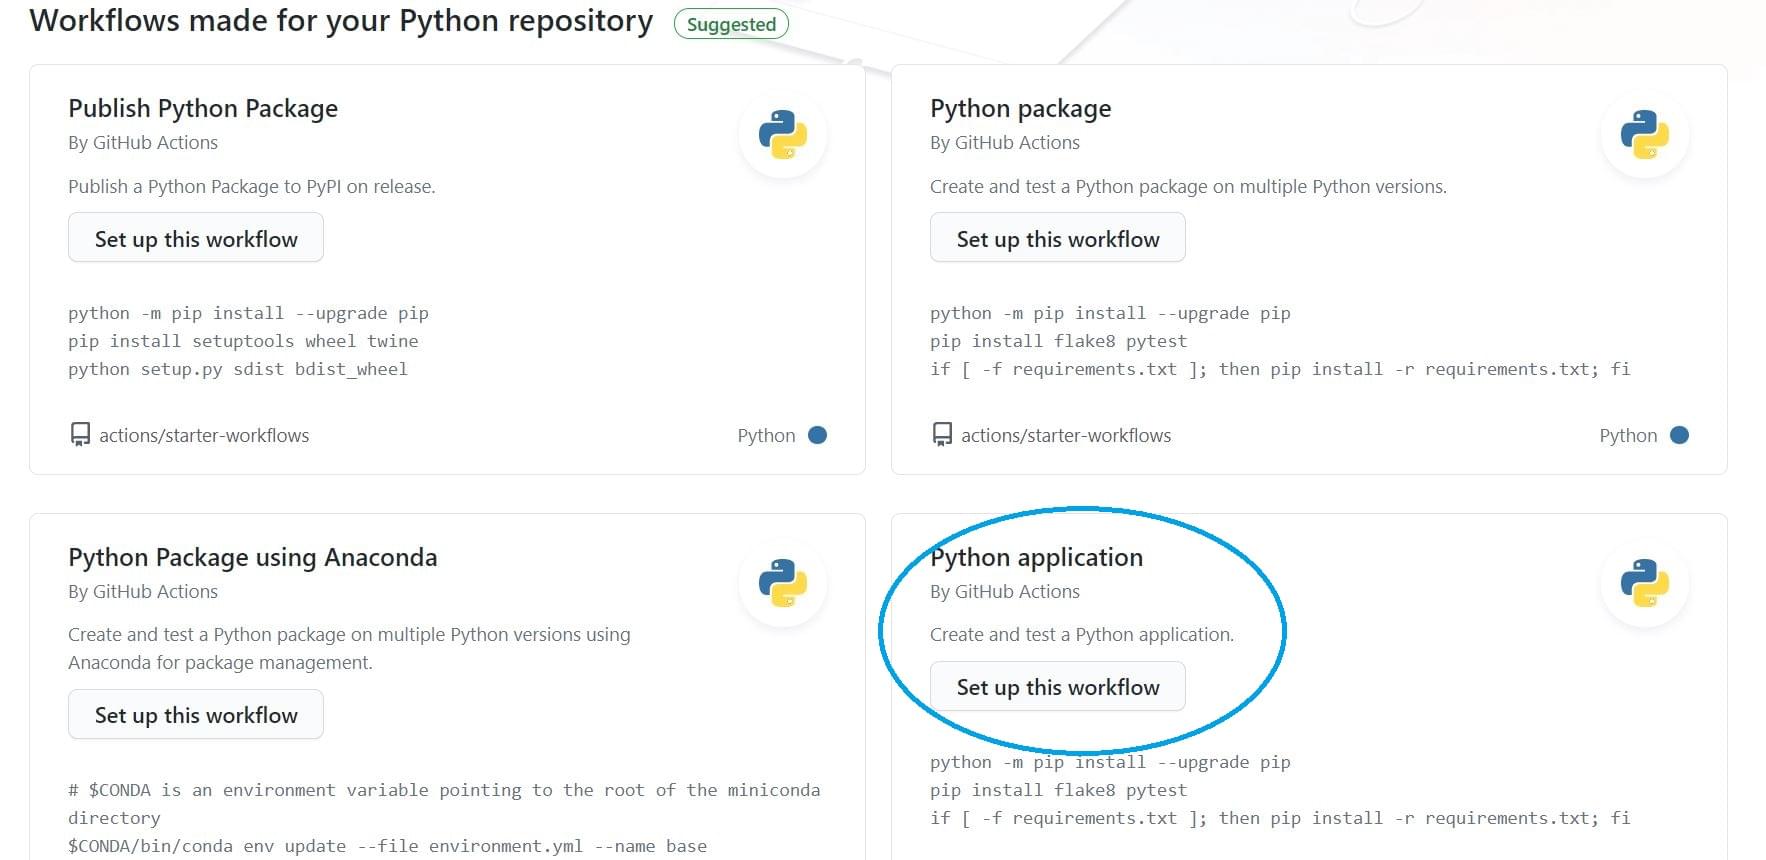 Workflows made for your Python repository Suggested
Publish Python Package
By GitHub Actions
Publish a Python Package to PyPI on release.
Set up this workflow
python -m pip install --upgrade pip
pip install setuptools wheel twine
python setup.py sdist bdist_wheel
actions/starter-workflows
Python
Python package
By GitHub Actions
Create and test a Python package on multiple Python versions.
Set up this workflow
python -m pip install --upgrade pip
pip install flake8 pytest
if [ -f requirements.txt ]; then pip install -r requirements.txt; fi
actions/starter-workflows
Python
Python Package using Anaconda
By GitHub Actions
Create and test a Python package on multiple Python versions using
Anaconda for package management.
Set up this workflow
# $CONDA is an environment variable pointing to the root of the miniconda
directory
$CONDA/bin/conda env update --file environment.yml --name base
Python application
By GitHub Actions
Create and test a Python application.
Set up this workflow
python -m pip install --upgrade pip
pip install flake8 pytest
if [ -f requirements.txt ]; then pip install -r requirements.txt; fi